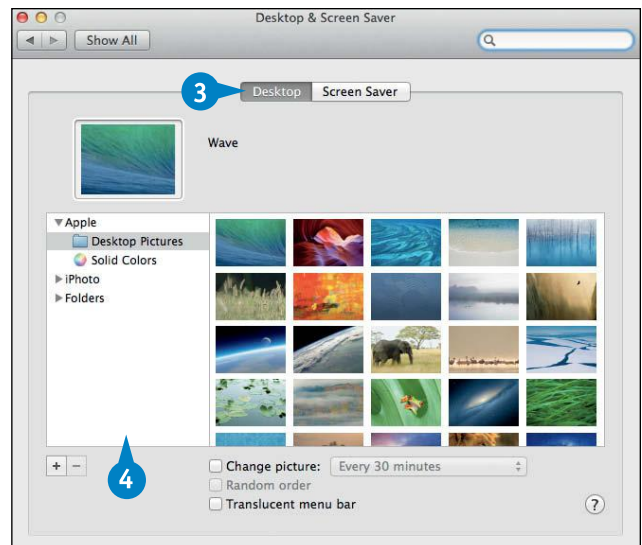 Desktop & Screen Saver
Show All
3
Desktop Screen Saver
Wave
Apple
Desktop Pictures
Solid Colors
iPhoto
Folders
+ −
4
Change picture: Every 30 minutes
Random order
Translucent menu bar
?